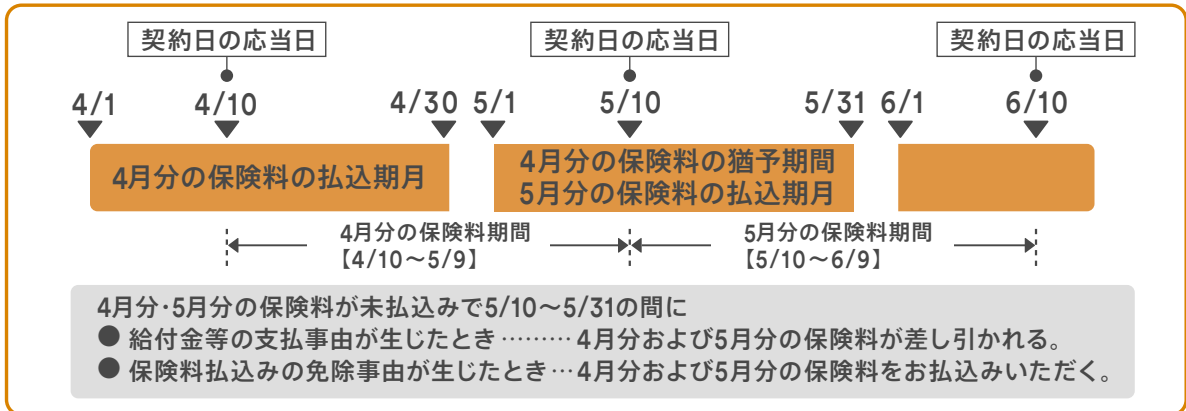 契約日の応当日 契約日の応当日 契約日の応当日
4/1 4/10 4/30 5/1 5/10 5/31 6/1 6/10
4月分の保険料の払込期月
4月分の保険料の猶予期間
5月分の保険料の払込期月
4月分の保険料期間
【4/10〜5/9】
5月分の保険料期間
【5/10〜6/9】
4月分・5月分の保険料が未払込みで5/10〜5/31の間に
● 給付金等の支払事由が生じたとき ……… 4月分および5月分の保険料が差し引かれる。
● 保険料払込みの免除事由が生じたとき … 4月分および5月分の保険料をお払込みいただく。